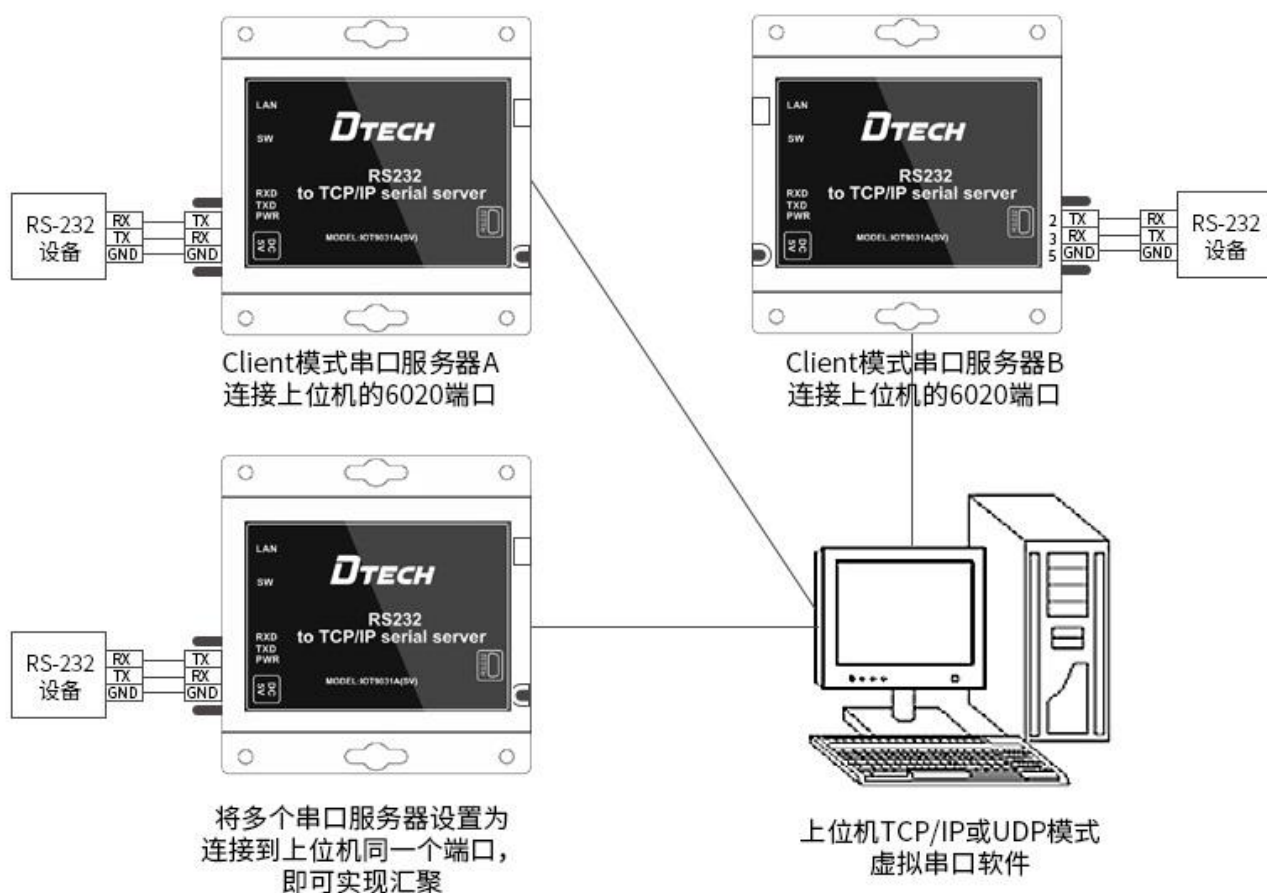 LAN
SW
DTECH
RS232
to TCP/IP serial server
RXD
TXD
PWR
DC
5V
MODEL:IOT9031A(SV)
RS-232
设备
RX TX
TX RX
GND GND
Client模式串口服务器A
连接上位机的6020端口
LAN
SW
DTECH
RS232
to TCP/IP serial server
RXD
TXD
PWR
DC
5V
MODEL:IOT9031A(SV)
2 TX RX
3 RX TX
5 GND GND
RS-232
设备
Client模式串口服务器B
连接上位机的6020端口
LAN
SW
DTECH
RS232
to TCP/IP serial server
RXD
TXD
PWR
DC
5V
MODEL:IOT9031A(SV)
RS-232
设备
RX TX
TX RX
GND GND
将多个串口服务器设置为
连接到上位机同一个端口，
即可实现汇聚
上位机TCP/IP或UDP模式
虚拟串口软件